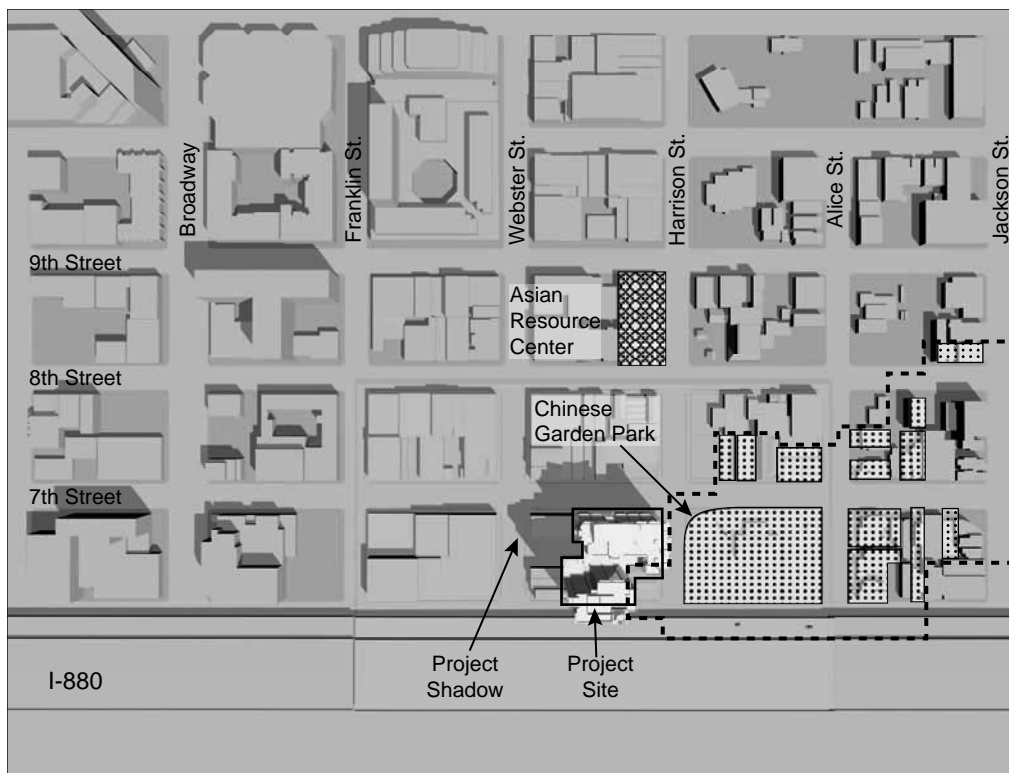 Broadway
Franklin St.
Webster St.
Harrison St.
Alice St.
Jackson St.
9th Street
Asian
Resource
Center
8th Street
Chinese
Garden Park
7th Street
Project
Shadow
Project
Site
I-880